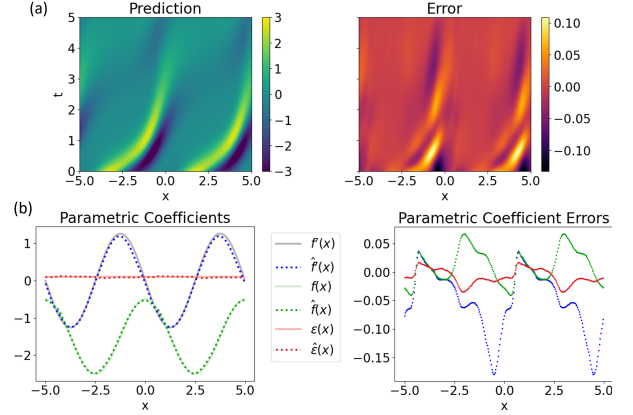 (a)
Prediction
Error
t
5
4
3
2
1
0
−2.5 0.0 2.5 5.0
x
3
2
1
0
−1
−2
−3
−2.5 0.0 2.5 5.0
x
0.10
0.05
0.00
−0.05
−0.10
(b)
Parametric Coefficients
1
0
−1
−2
−5.0 −2.5 0.0 2.5 5.0
x
f′(x)
f̂′(x)
f(x)
f̂(x)
ε(x)
ε̂(x)
Parametric Coefficient Errors
0.05
0.00
−0.05
−0.10
−0.15
−5.0 −2.5 0.0 2.5 5.0
x